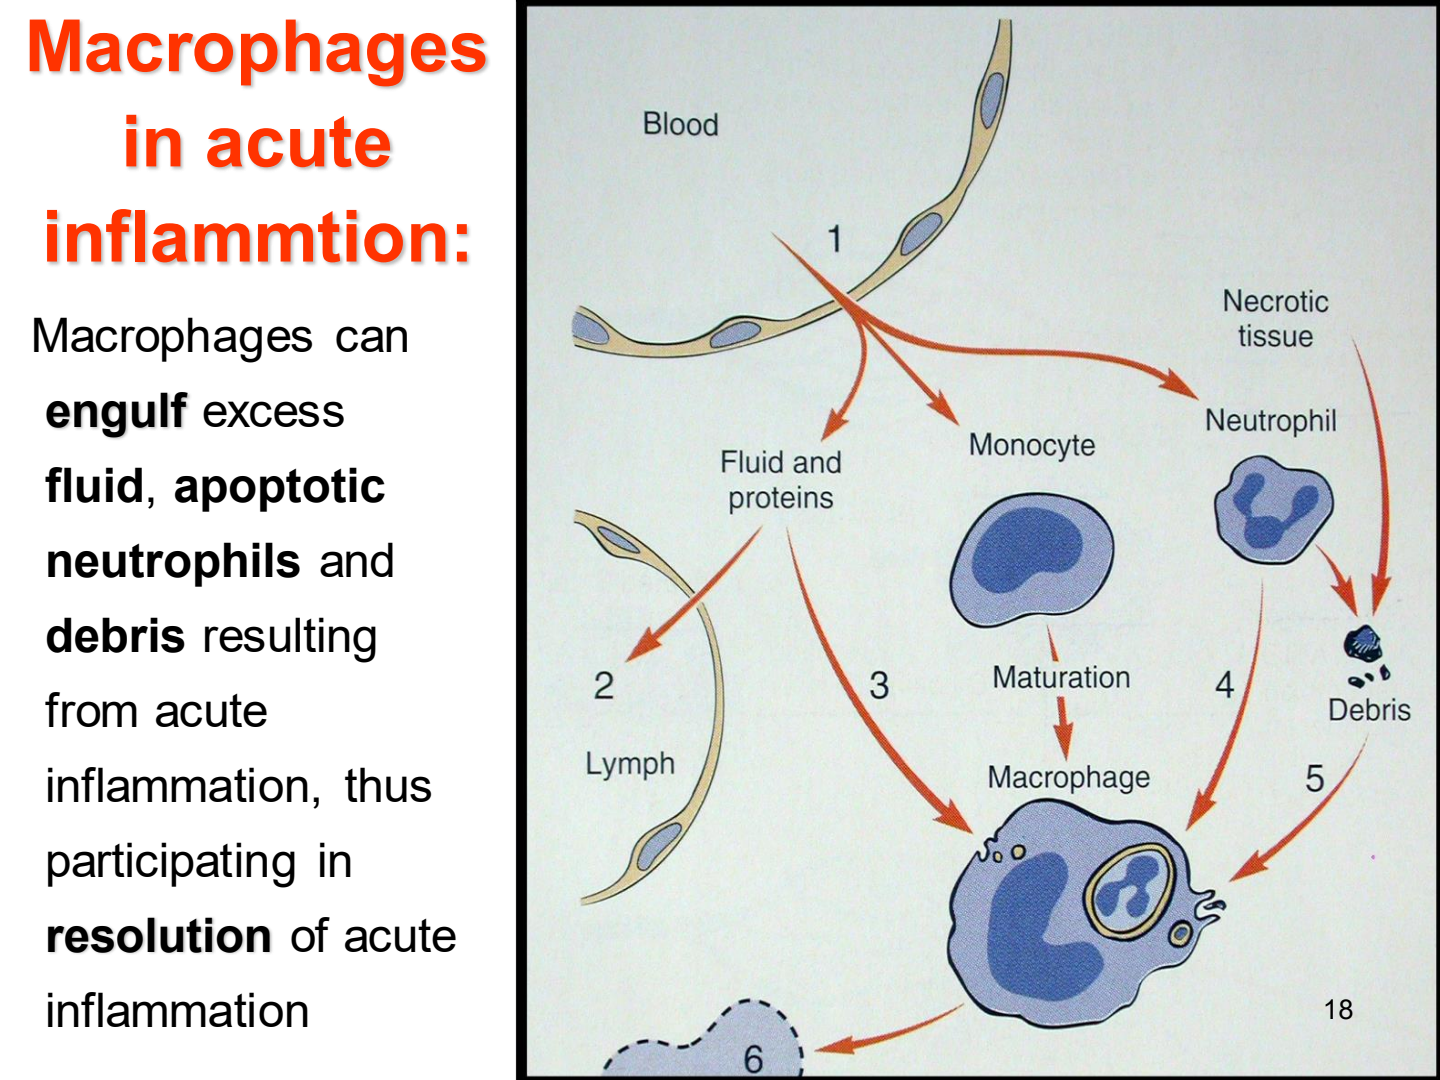 Macrophages
in acute
inflammtion:
Macrophages can
engulf excess
fluid, apoptotic
neutrophils and
debris resulting
from acute
inflammation, thus
participating in
resolution of acute
inflammation
Blood
1
Necrotic
tissue
Neutrophil
Monocyte
Fluid and
proteins
2
3
Maturation
4
Debris
Lymph
Macrophage
5
18
6